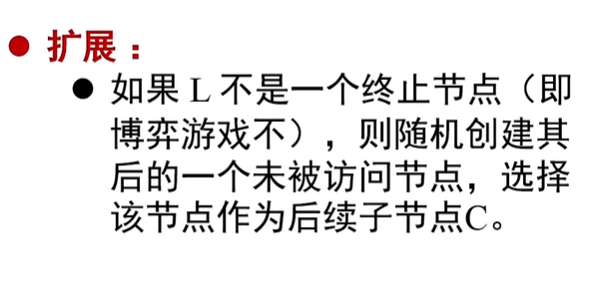 扩展：
如果 L 不是一个终止节点（即
博弈游戏不），则随机创建其
后的一个未被访问节点，选择
该节点作为后续子节点C。